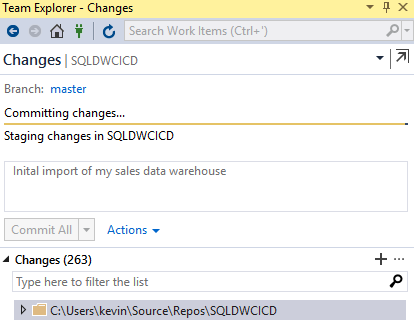 Team Explorer - Changes
Search Work Items (Ctrl+')
Changes | SQLDWCICD
Branch: master
Committing changes...
Staging changes in SQLDWCICD
Inital import of my sales data warehouse
Commit All Actions
Changes (263)
Type here to filter the list
C:\Users\kevin\Source\Repos\SQLDWCICD